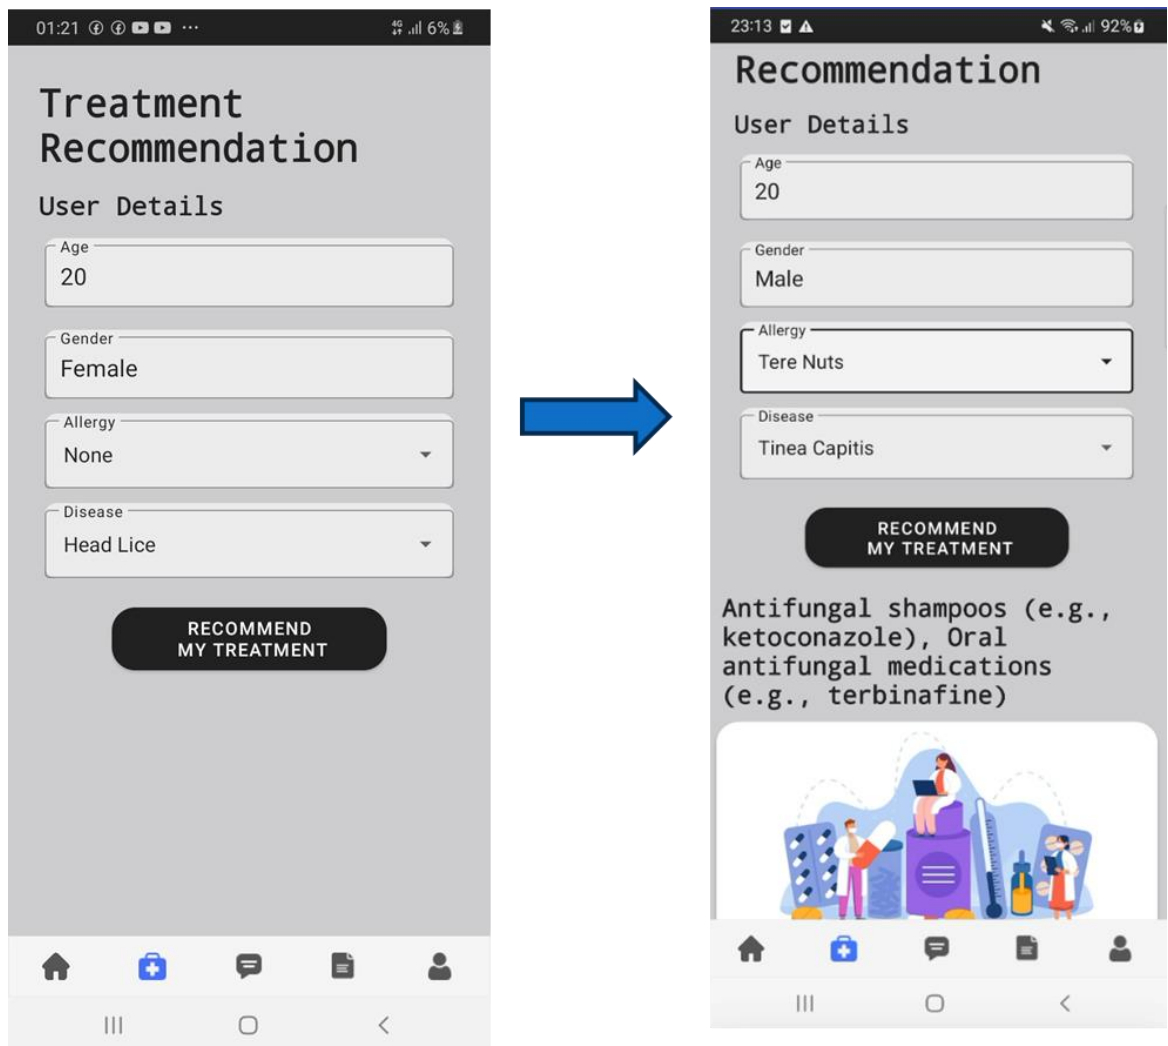 01:21
4G 6%
Treatment
Recommendation
User Details
Age
20
Gender
Female
Allergy
None
Disease
Head Lice
RECOMMEND
MY TREATMENT
23:13
92%
Recommendation
User Details
Age
20
Gender
Male
Allergy
Tere Nuts
Disease
Tinea Capitis
RECOMMEND
MY TREATMENT
Antifungal shampoos (e.g.,
ketoconazole), Oral
antifungal medications
(e.g., terbinafine)